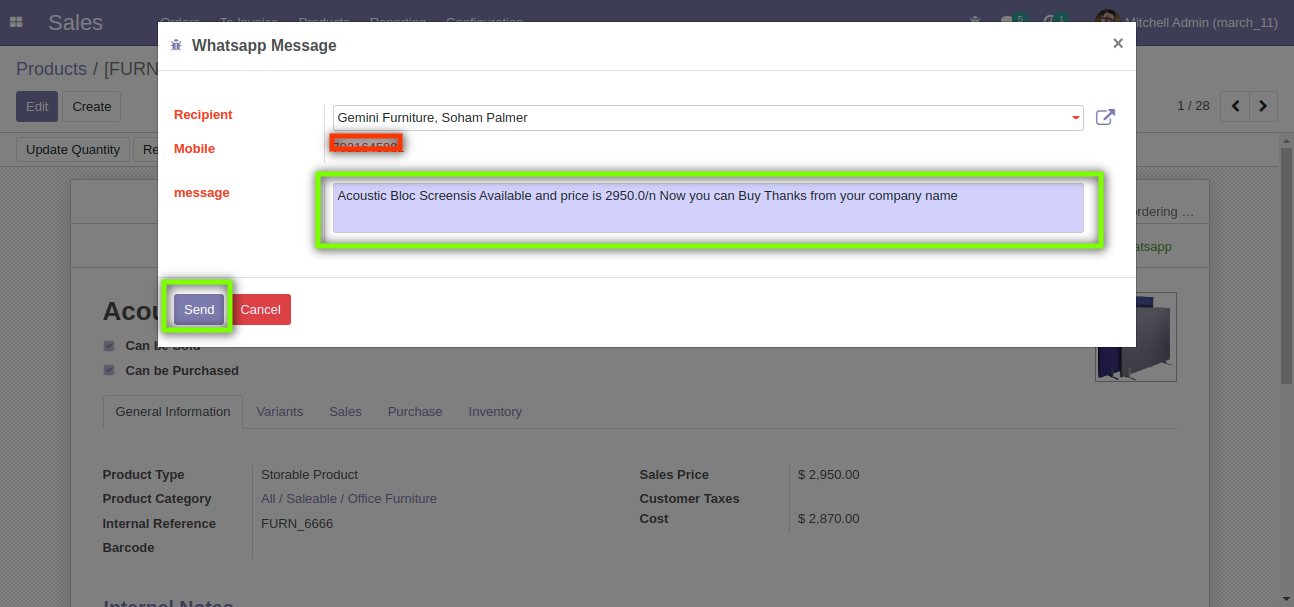 Sales Orders To Invoice Products Reporting Configuration 5 1 Mitchell Admin (march_11)
Whatsapp Message ×
Products / [FURN
Edit Create 1 / 28
Update Quantity Re
Recipient Gemini Furniture, Soham Palmer
Mobile
message Acoustic Bloc Screensis Available and price is 2950.0/n Now you can Buy Thanks from your company name
ordering ...
atsapp
Send Cancel
Acou
Can be Sold
Can be Purchased
General Information Variants Sales Purchase Inventory
Product Type Storable Product Sales Price $ 2,950.00
Product Category All / Saleable / Office Furniture Customer Taxes
Internal Reference FURN_6666 Cost $ 2,870.00
Barcode
Internal Notes